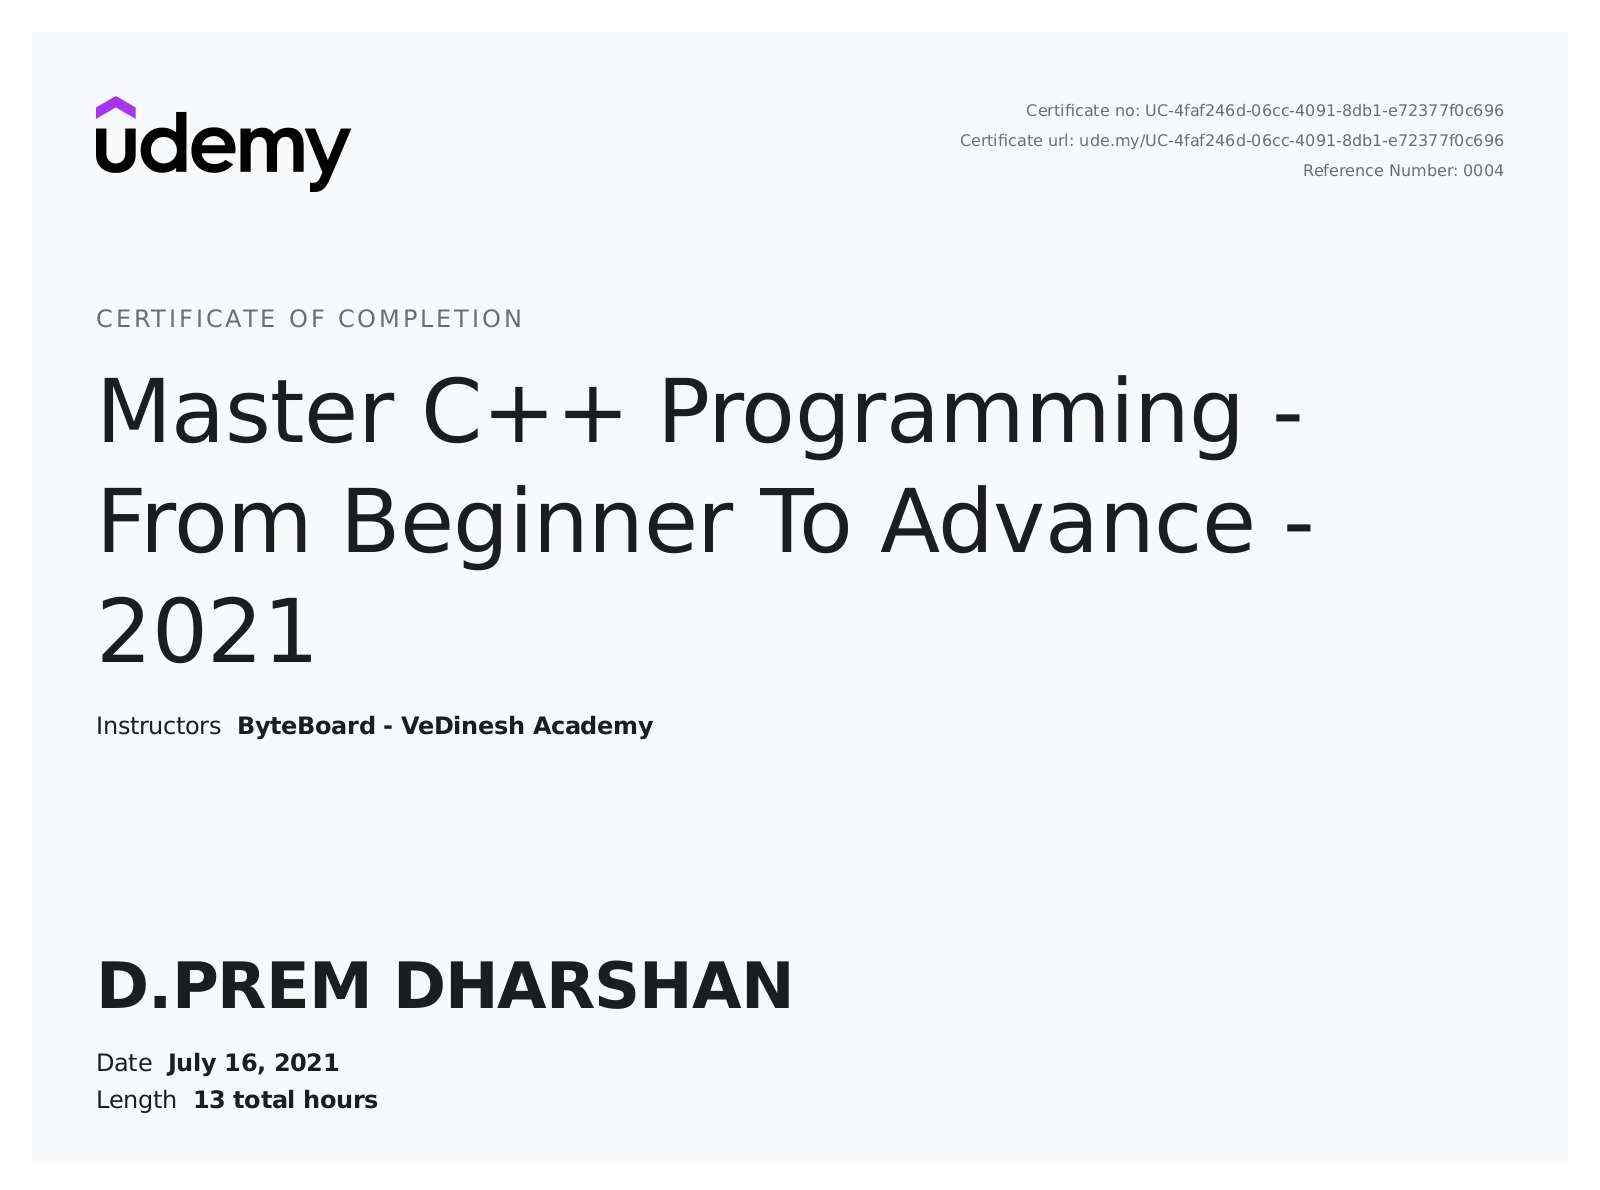 udemy
Certificate no: UC-4faf246d-06cc-4091-8db1-e72377f0c696
Certificate url: ude.my/UC-4faf246d-06cc-4091-8db1-e72377f0c696
Reference Number: 0004
CERTIFICATE OF COMPLETION
Master C++ Programming -
From Beginner To Advance -
2021
Instructors ByteBoard - VeDinesh Academy
D.PREM DHARSHAN
Date July 16, 2021
Length 13 total hours